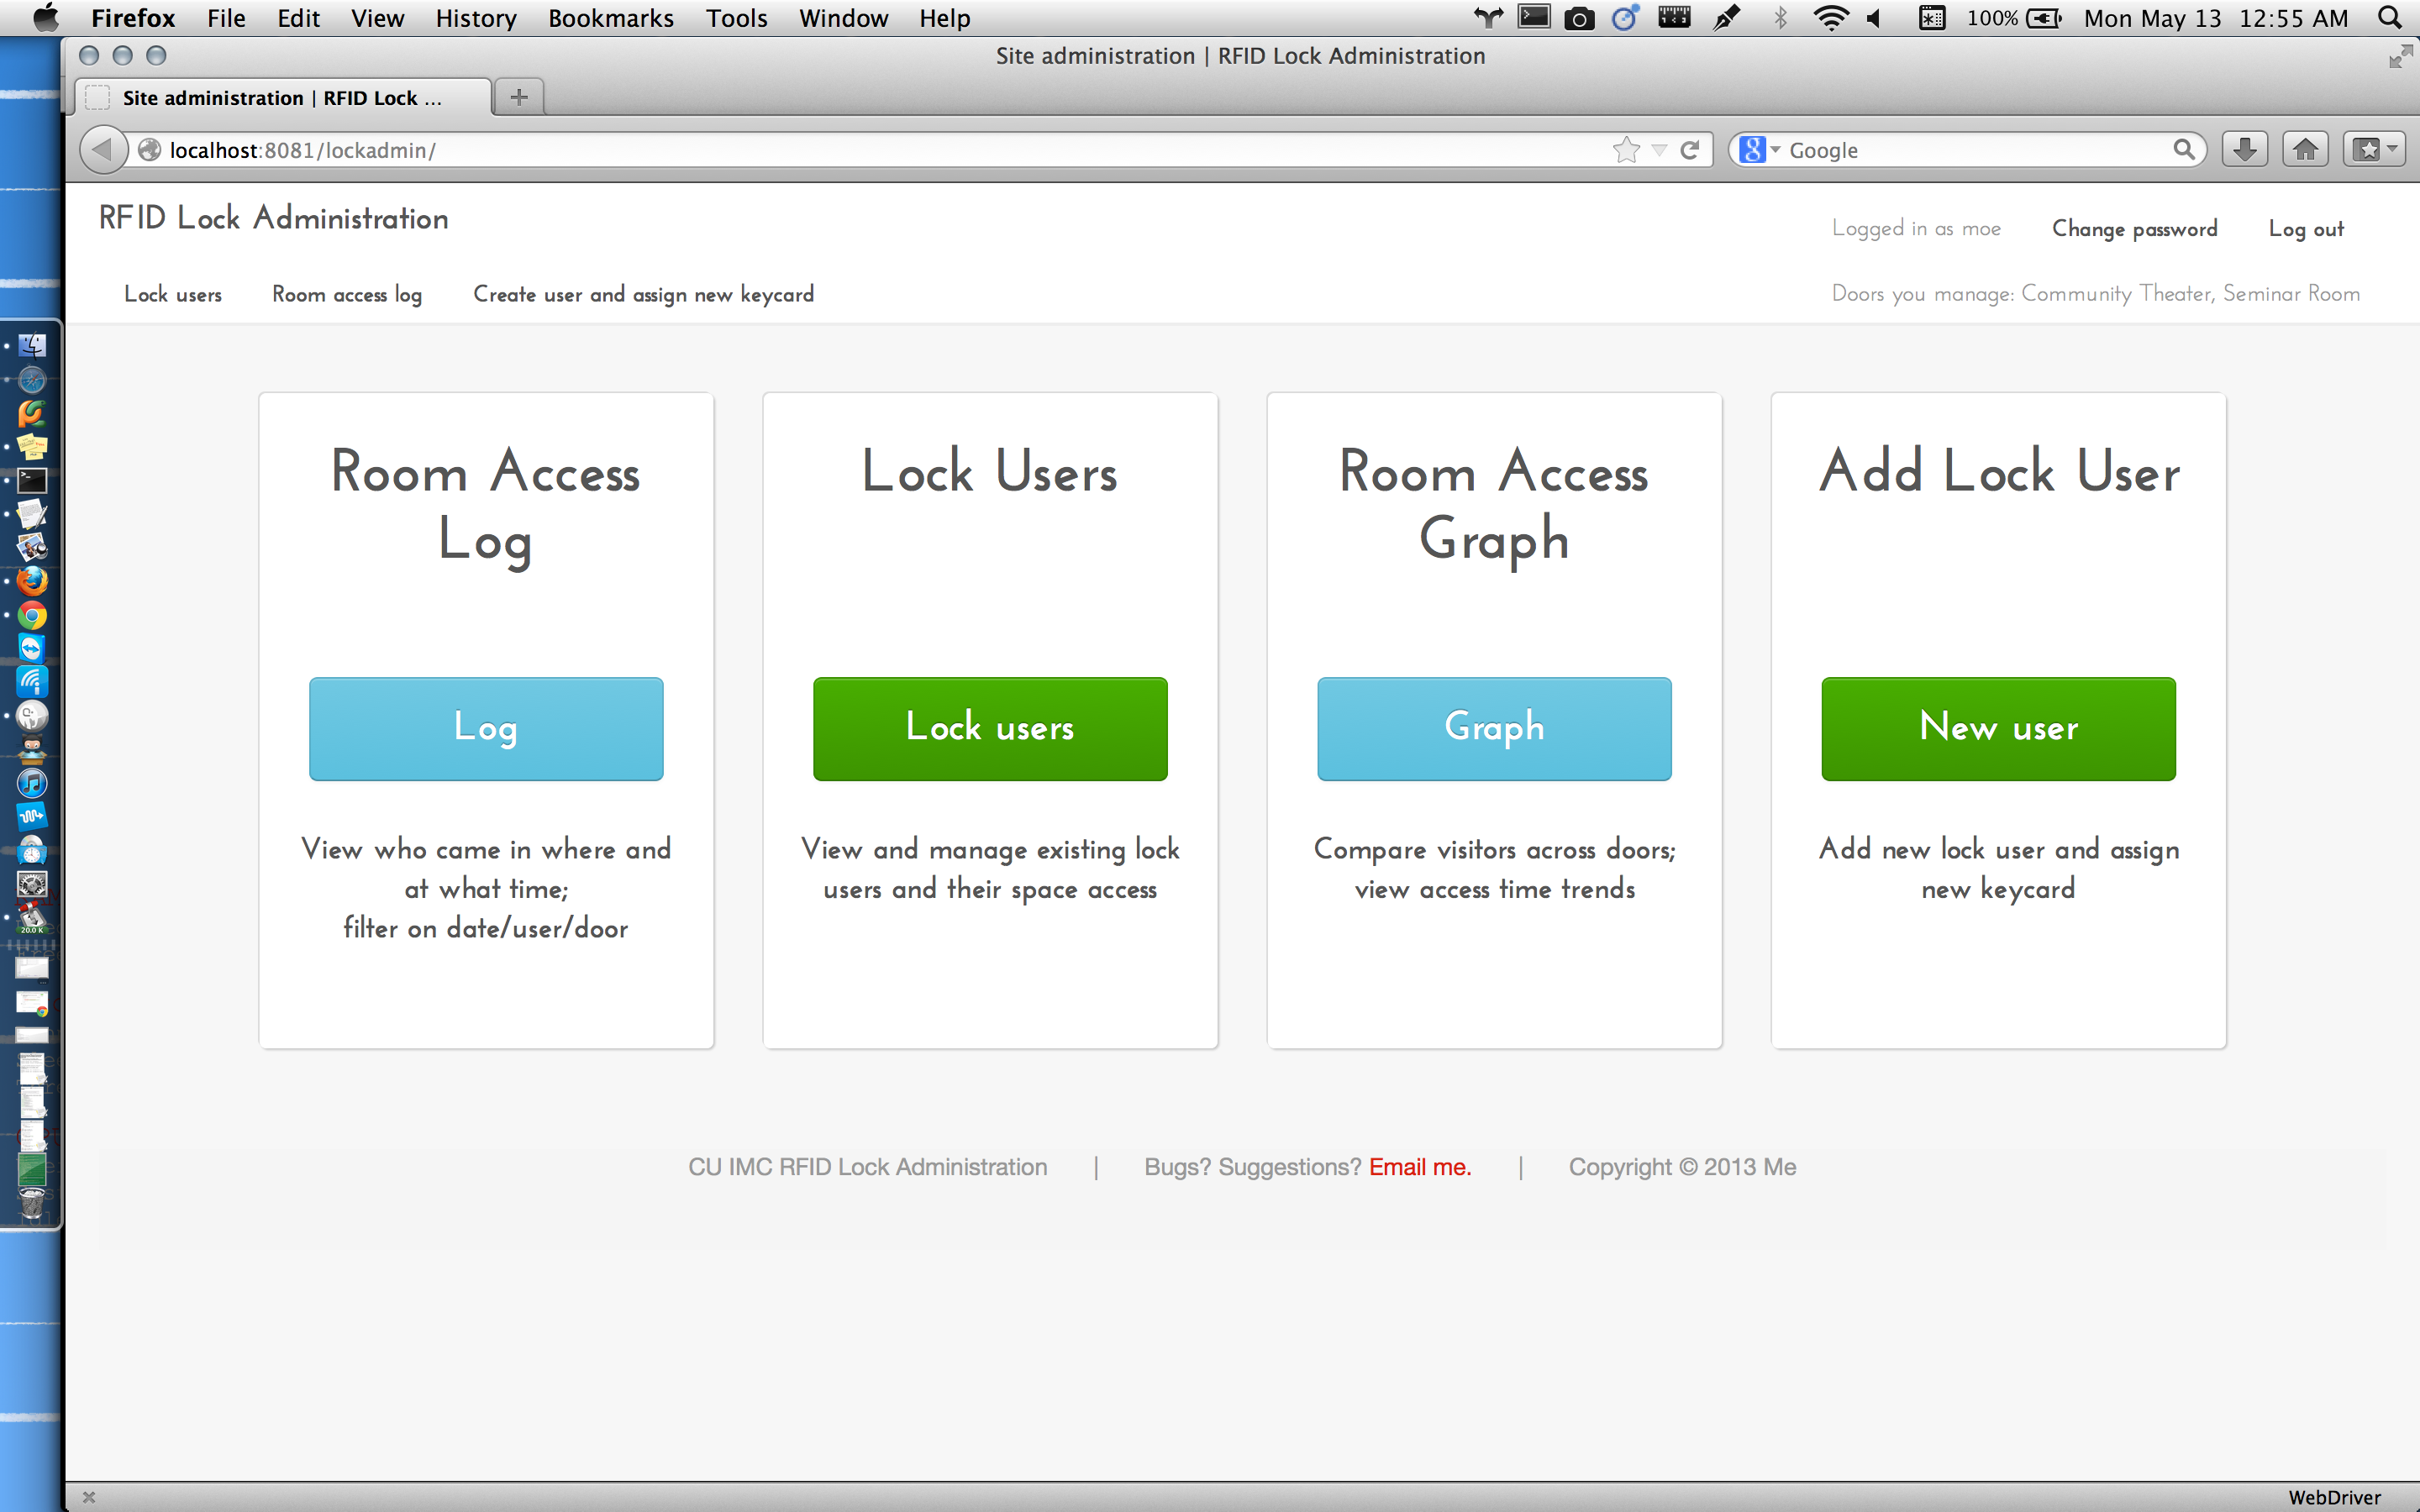 Firefox File Edit View History Bookmarks Tools Window Help 100% Mon May 13 12:55 AM
Site administration | RFID Lock Administration
Site administration | RFID Lock ...
localhost:8081/lockadmin/ Google
RFID Lock Administration
Logged in as moe Change password Log out
Lock users Room access log Create user and assign new keycard
Doors you manage: Community Theater, Seminar Room
Room Access
Log
Log
View who came in where and
at what time;
filter on date/user/door
Lock Users
Lock users
View and manage existing lock
users and their space access
Room Access
Graph
Graph
Compare visitors across doors;
view access time trends
Add Lock User
New user
Add new lock user and assign
new keycard
20.0 K
CU IMC RFID Lock Administration | Bugs? Suggestions? Email me. | Copyright © 2013 Me
WebDriver